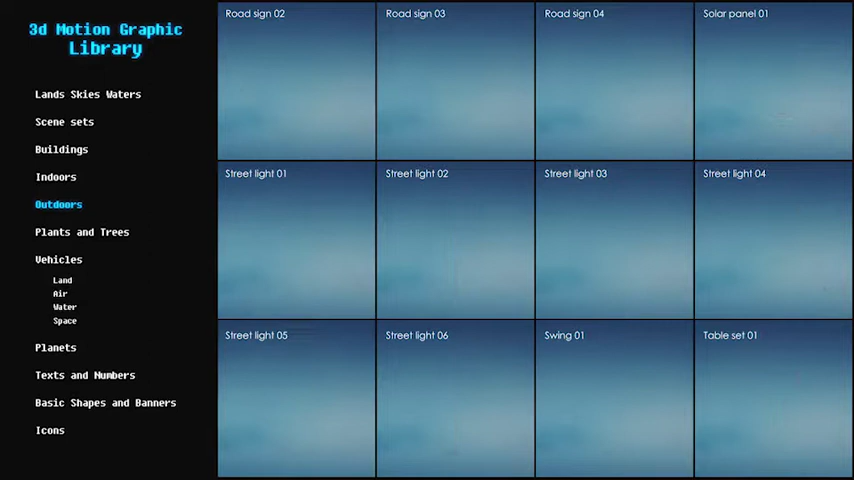 3d Motion Graphic
Library
Lands Skies Waters
Scene sets
Buildings
Indoors
Outdoors
Plants and Trees
Vehicles
Land
Air
Water
Space
Planets
Texts and Numbers
Basic Shapes and Banners
Icons
Road sign 02
Road sign 03
Road sign 04
Solar panel 01
Street light 01
Street light 02
Street light 03
Street light 04
Street light 05
Street light 06
Swing 01
Table set 01